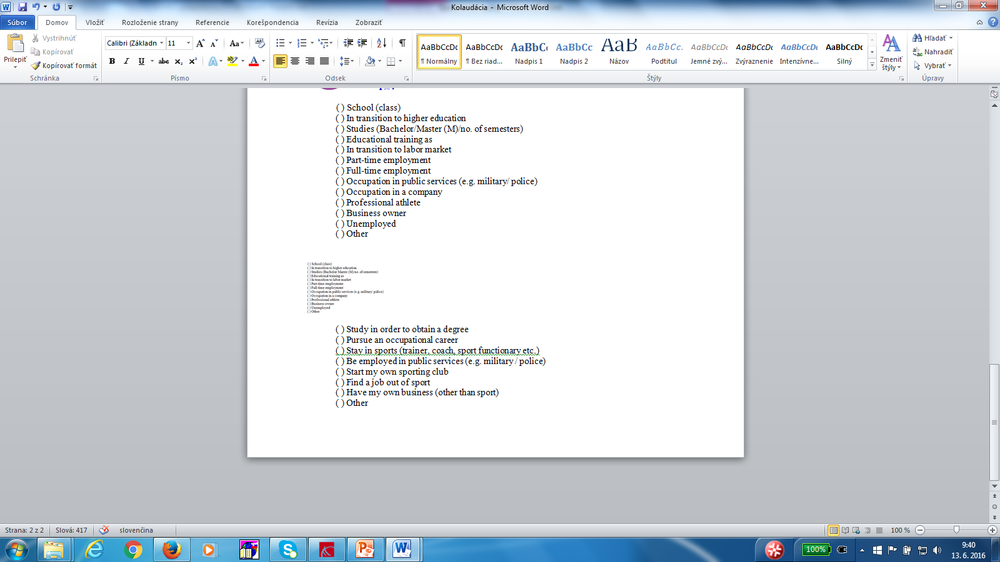 Kolaudácia - Microsoft Word
Súbor Domov Vložiť Rozloženie strany Referencie Korešpondencia Revízia Zobraziť
Prilepiť
Vystrihnúť
Kopírovať
Kopírovať formát
Schránka
Calibri (Základn 11
Písmo
Odsek
AaBbCcDc AaBbCcDc AaBbC AaBbCc AaB AaBbCc. AaBbCcDc AaBbCcDc AaBbCcDc AaBbCcDc
¶ Normálny ¶ Bez riad... Nadpis 1 Nadpis 2 Názov Podtitul Jemné zvý... Zvýraznenie Intenzívne... Silný
Štýly
Zmeniť štýly
Hľadať
Nahradiť
Vybrať
Úpravy
( ) School (class)
( ) In transition to higher education
( ) Studies (Bachelor/Master (M)/no. of semesters)
( ) Educational training as
( ) In transition to labor market
( ) Part-time employment
( ) Full-time employment
( ) Occupation in public services (e.g. military/ police)
( ) Occupation in a company
( ) Professional athlete
( ) Business owner
( ) Unemployed
( ) Other
( ) School (class)
( ) In transition to higher education
( ) Studies (Bachelor/Master (M)/no. of semesters)
( ) Educational training as
( ) In transition to labor market
( ) Part-time employment
( ) Full-time employment
( ) Occupation in public services (e.g. military/ police)
( ) Occupation in a company
( ) Professional athlete
( ) Business owner
( ) Unemployed
( ) Other
( ) Study in order to obtain a degree
( ) Pursue an occupational career
( ) Stay in sports (trainer, coach, sport functionary etc.)
( ) Be employed in public services (e.g. military / police)
( ) Start my own sporting club
( ) Find a job out of sport
( ) Have my own business (other than sport)
( ) Other
Strana: 2 z 2 Slová: 417 slovenčina 100 %
100% 9:40
13. 6. 2016